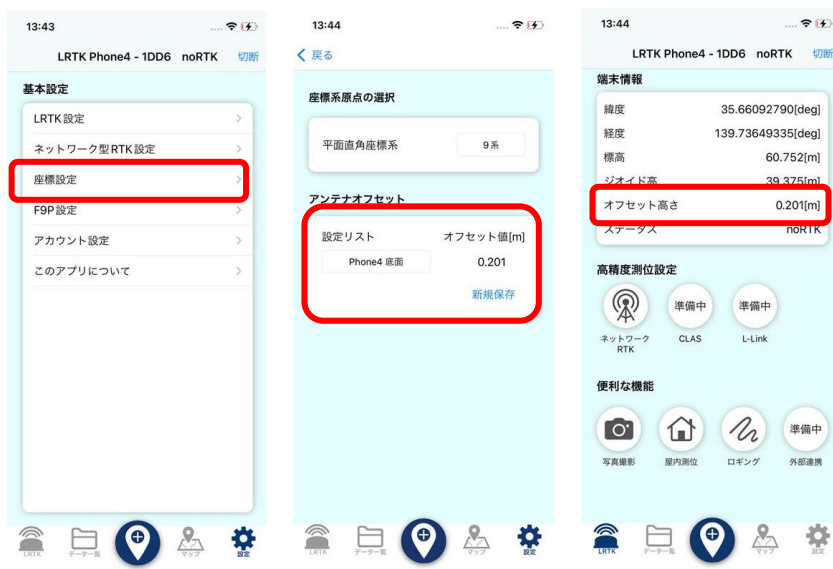 13:43
LRTK Phone4 - 1DD6 noRTK 切断
基本設定
LRTK 設定
ネットワーク型 RTK 設定
座標設定
F9P 設定
アカウント設定
このアプリについて
LRTK
データ一覧
マップ
設定
13:44
戻る
座標系原点の選択
平面直角座標系 9系
アンテナオフセット
設定リスト オフセット値[m]
Phone4 底面 0.201
新規保存
LRTK
データ一覧
マップ
設定
13:44
LRTK Phone4 - 1DD6 noRTK 切断
端末情報
緯度 35.66092790[deg]
経度 139.73649335[deg]
標高 60.752[m]
ジオイド高 39.375[m]
オフセット高さ 0.201[m]
ステータス noRTK
高精度測位設定
準備中 準備中
ネットワーク
RTK
CLAS
L-Link
便利な機能
準備中
写真撮影
屋内測位
ロギング
外部連携
LRTK
データ一覧
マップ
設定